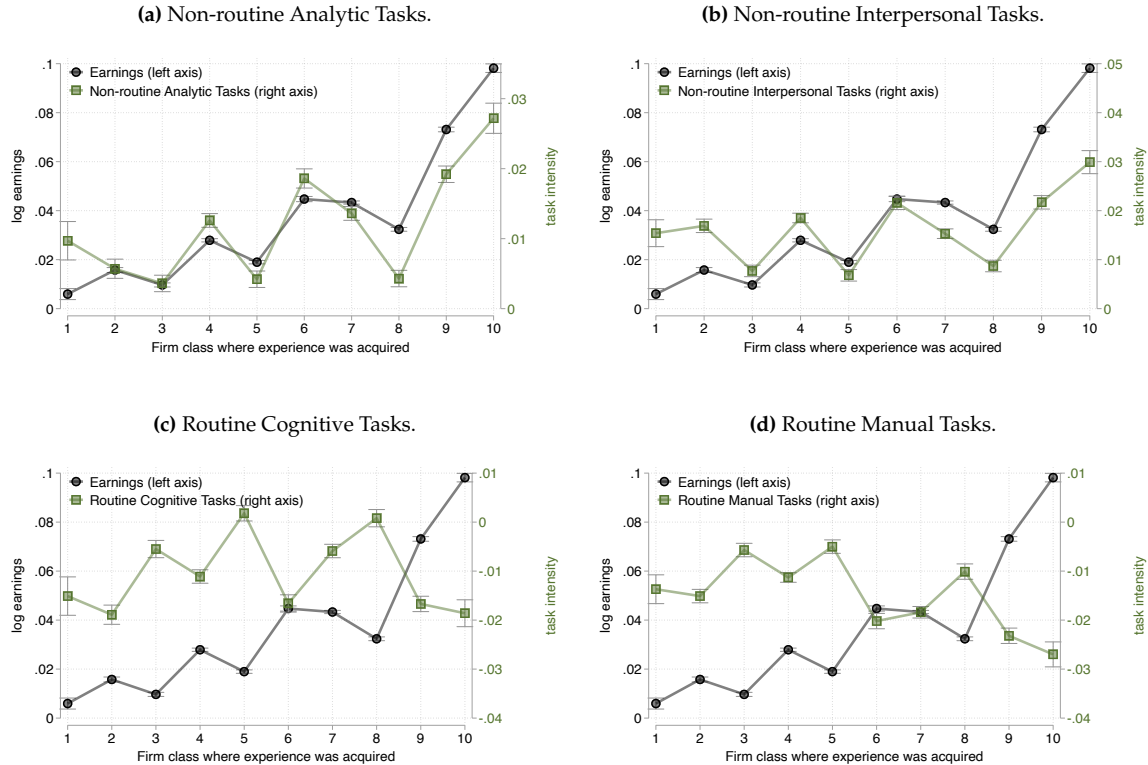 (a) Non-routine Analytic Tasks.
Earnings (left axis)
Non-routine Analytic Tasks (right axis)
.1
.08
.06
.04
.02
0
log earnings
.03
.02
.01
0
task intensity
1 2 3 4 5 6 7 8 9 10
Firm class where experience was acquired
(b) Non-routine Interpersonal Tasks.
Earnings (left axis)
Non-routine Interpersonal Tasks (right axis)
.1
.08
.06
.04
.02
0
log earnings
.05
.04
.03
.02
.01
0
task intensity
1 2 3 4 5 6 7 8 9 10
Firm class where experience was acquired
(c) Routine Cognitive Tasks.
Earnings (left axis)
Routine Cognitive Tasks (right axis)
.1
.08
.06
.04
.02
0
log earnings
.01
0
-.01
-.02
-.03
-.04
task intensity
1 2 3 4 5 6 7 8 9 10
Firm class where experience was acquired
(d) Routine Manual Tasks.
Earnings (left axis)
Routine Manual Tasks (right axis)
.1
.08
.06
.04
.02
0
log earnings
.01
0
-.01
-.02
-.03
-.04
task intensity
1 2 3 4 5 6 7 8 9 10
Firm class where experience was acquired